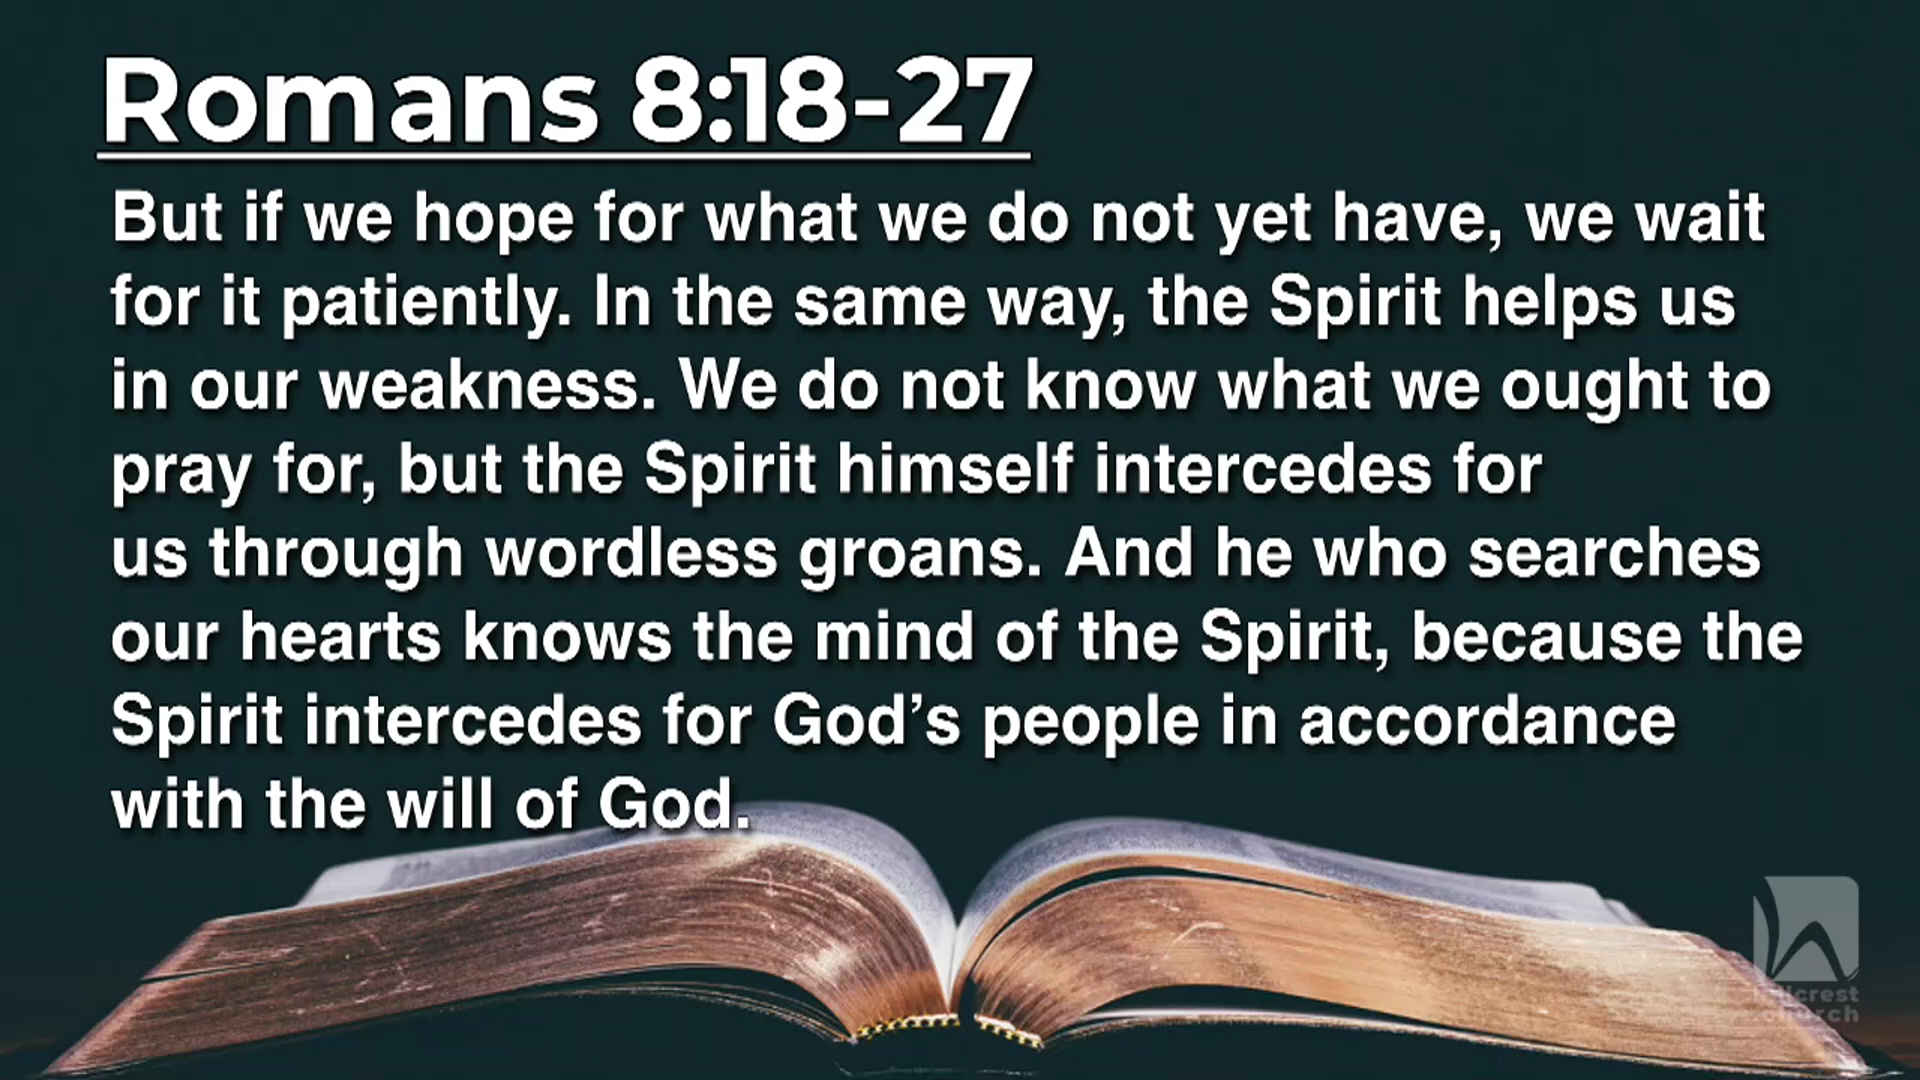 Romans 8:18-27
But if we hope for what we do not yet have, we wait
for it patiently. In the same way, the Spirit helps us
in our weakness. We do not know what we ought to
pray for, but the Spirit himself intercedes for
us through wordless groans. And he who searches
our hearts knows the mind of the Spirit, because the
Spirit intercedes for God’s people in accordance
with the will of God.
hillcrest
church